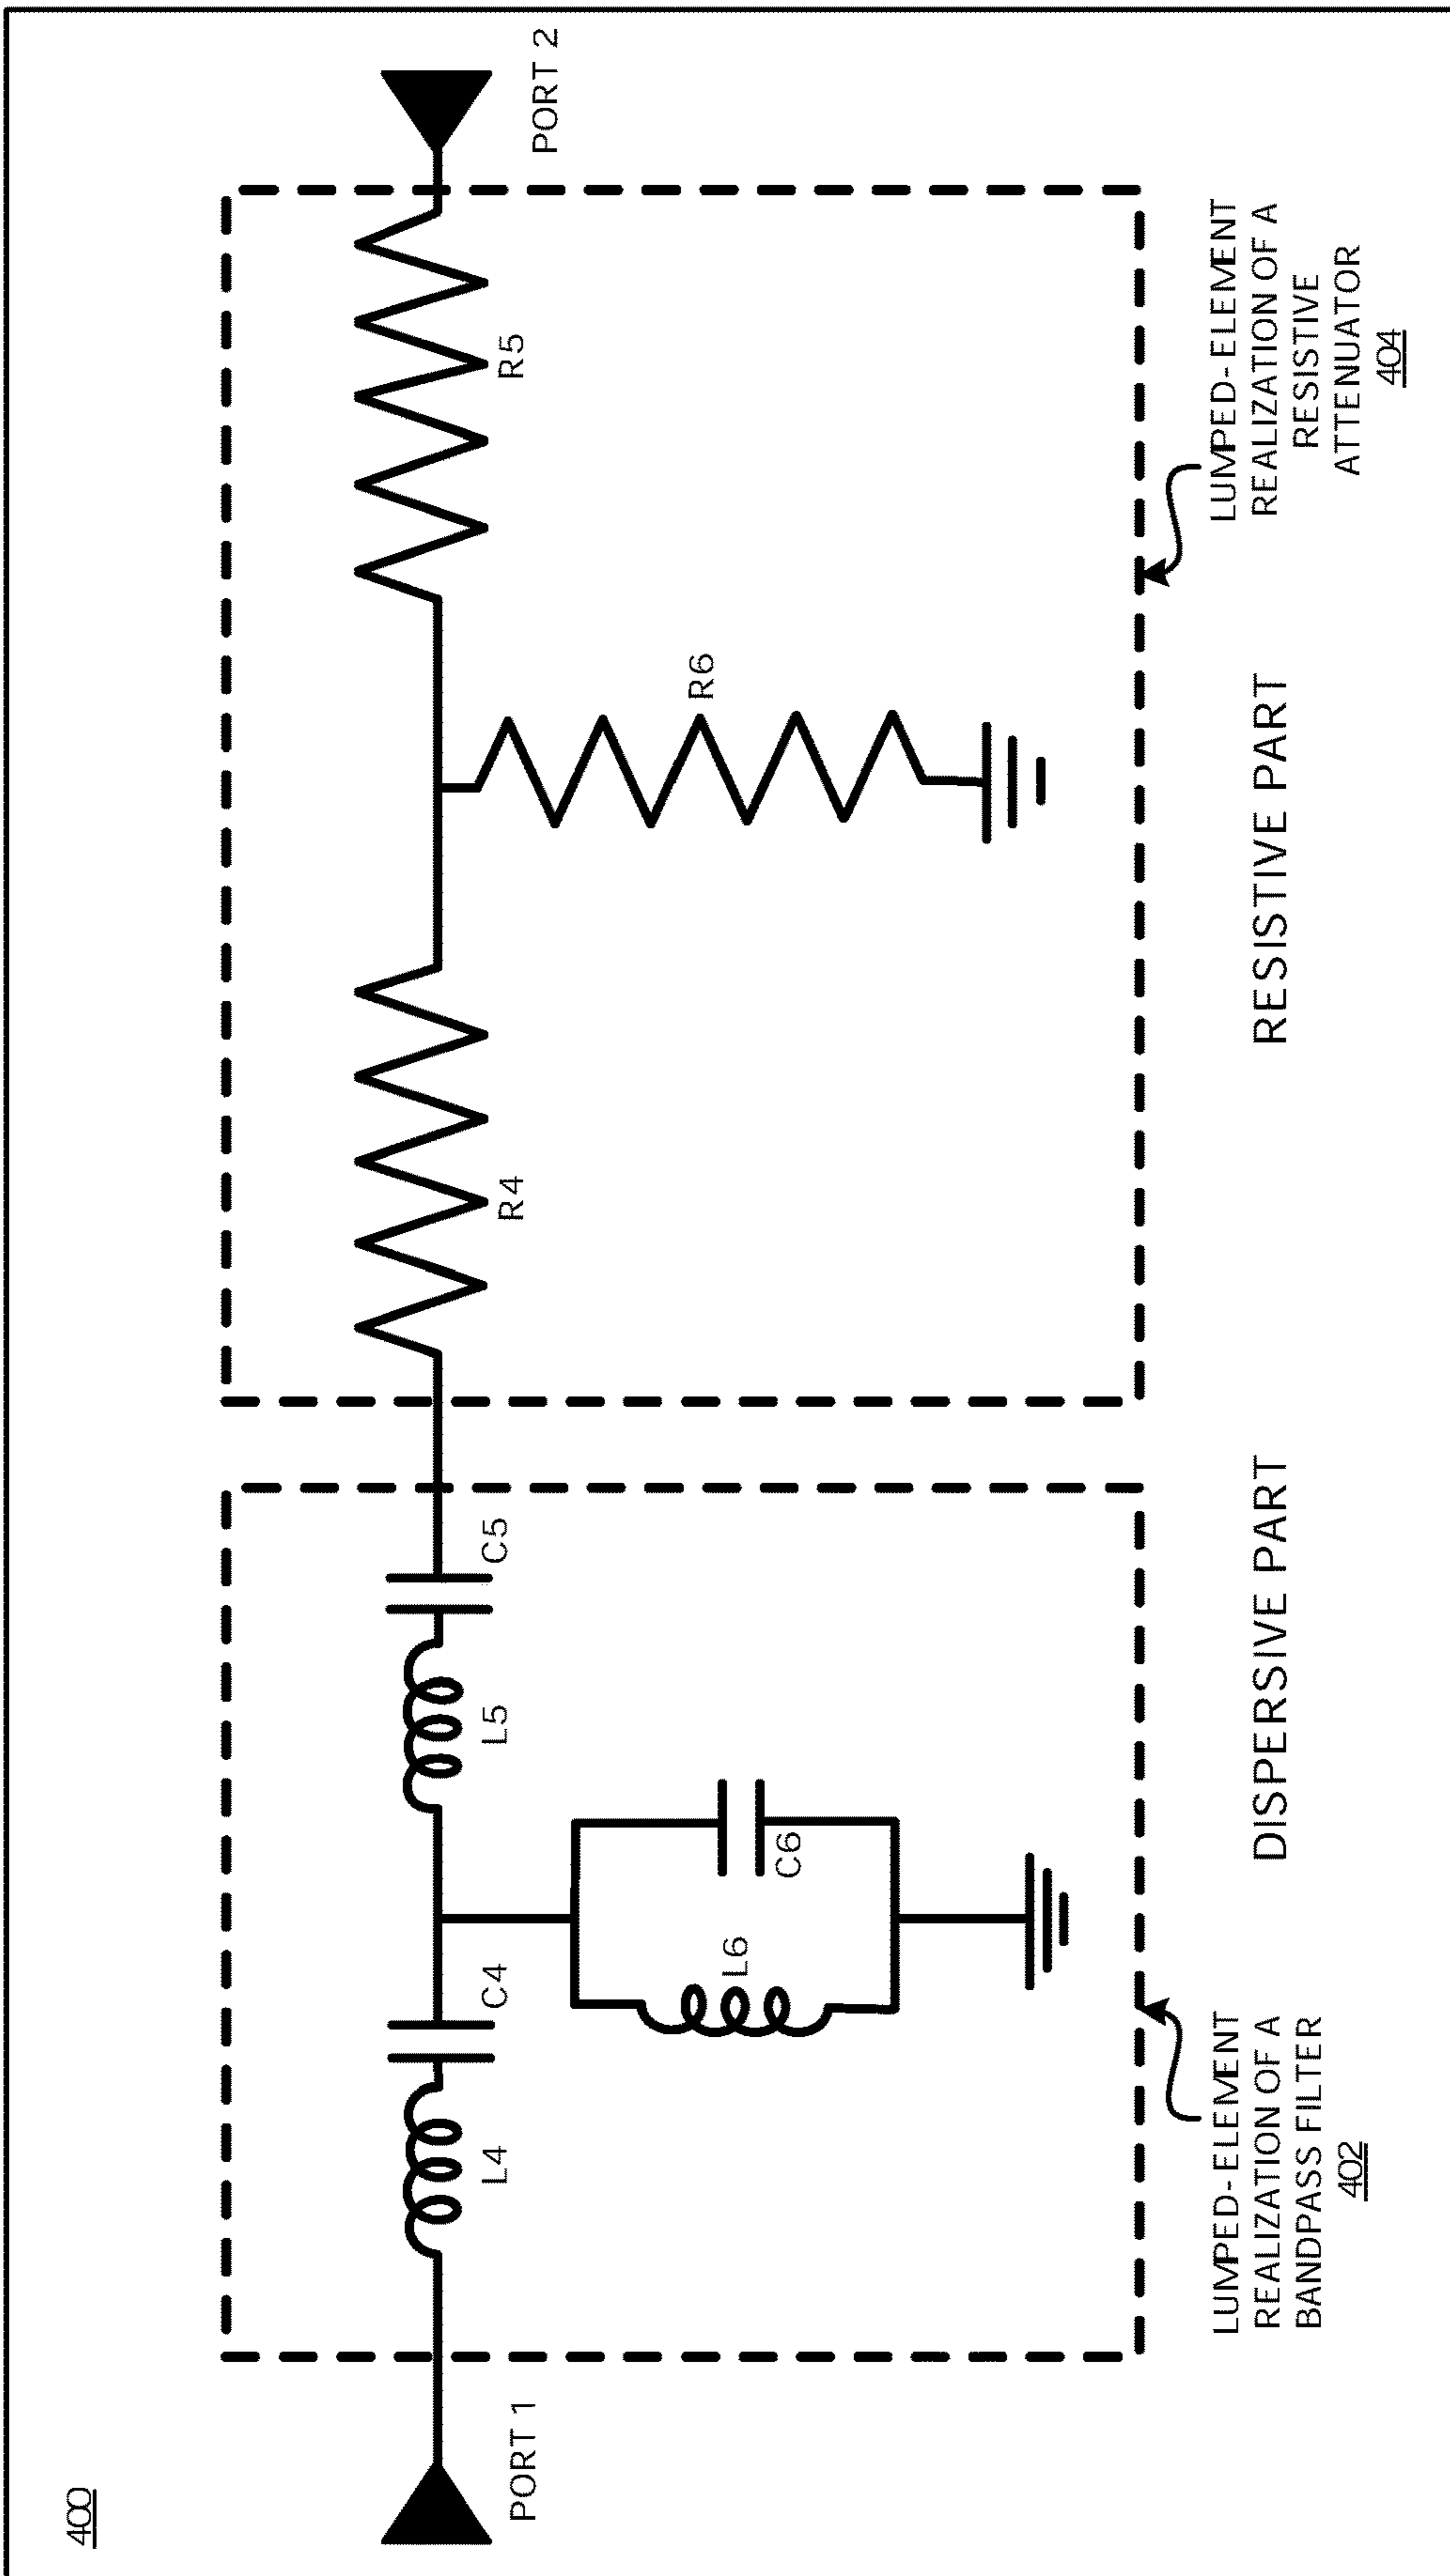 400
PORT 1
L4
C4
L6
C6
L5
C5
R4
R6
R5
PORT 2
LUMPED-ELEMENT
REALIZATION OF A
BANDPASS FILTER
402
DISPERSIVE PART
RESISTIVE PART
LUMPED-ELEMENT
REALIZATION OF A
RESISTIVE
ATTENUATOR
404